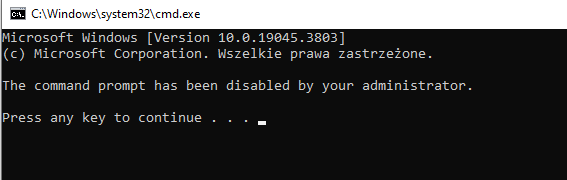 C:\Windows\system32\cmd.exe
Microsoft Windows [Version 10.0.19045.3803]
(c) Microsoft Corporation. Wszelkie prawa zastrzeżone.
The command prompt has been disabled by your administrator.
Press any key to continue . . .